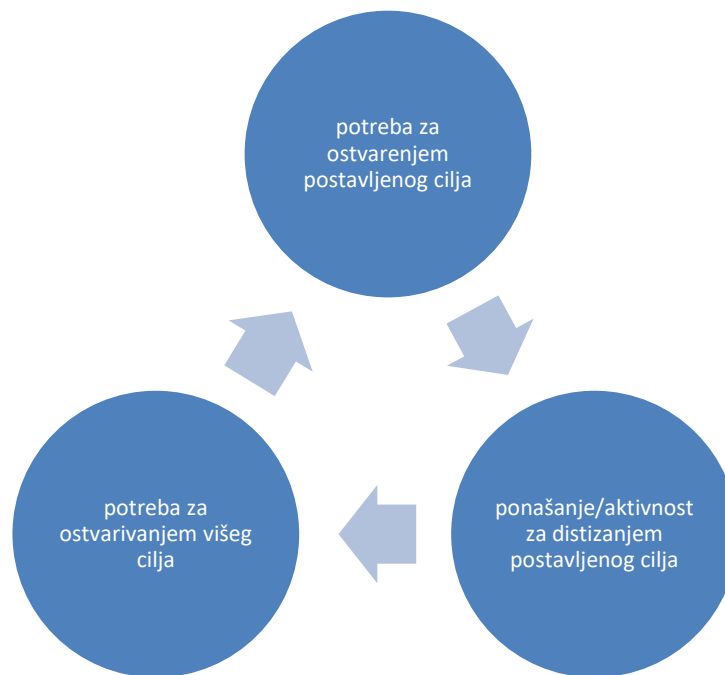 potreba za
ostvarenjem
postavljenog cilja
potreba za
ostvarivanjem višeg
cilja
ponašanje/aktivnost
za distizanjem
postavljenog cilja